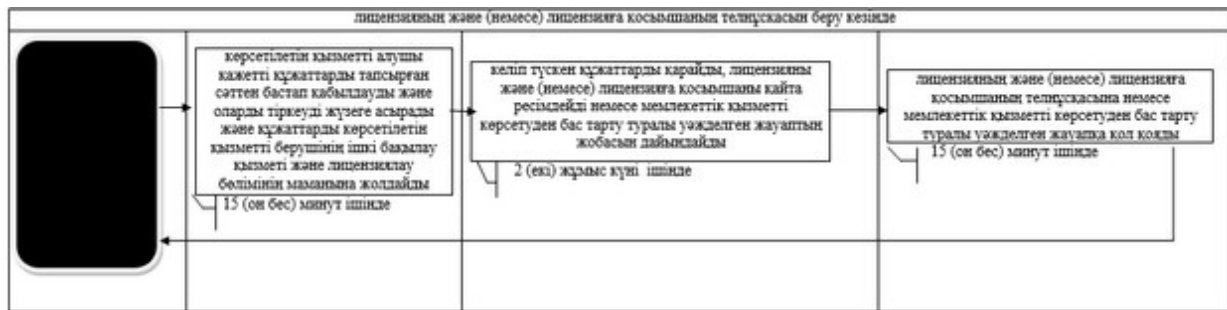 лицензияның және (немесе) лицензияға қосымшаның телнұсқасын беру кезінде
көрсетілетін қызметті алушы
қажетті құжаттарды тапсырған
сәттен бастап қабылдауды және
оларды тіркеуді жүзеге асырады
және құжаттарды көрсетілетін
қызметті берушінің ішкі бақылау
қызметі және лицензиялау
бөлімінің маманына жолдайды
15 (он бес) минут ішінде
келіп түскен құжаттарды қарайды, лицензияны
және (немесе) лицензияға қосымшаны қайта
ресімдейді немесе мемлекеттік қызметті
көрсетуден бас тарту туралы уәжделген жауаптың
жобасын дайындайды
2 (екі) жұмыс күні ішінде
лицензияның және (немесе) лицензияға
қосымшаның телнұсқасына немесе
мемлекеттік қызметті көрсетуден бас тарту
туралы уәжделген жауапқа қол қояды
15 (он бес) минут ішінде